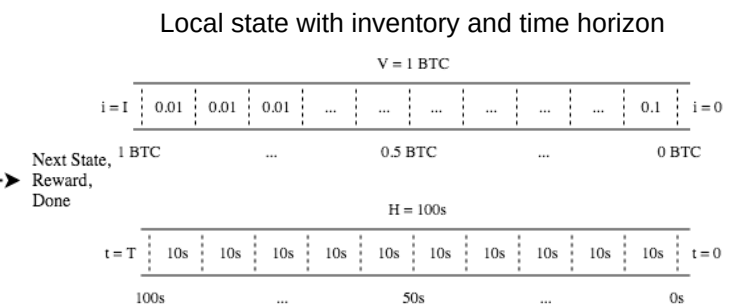 Local state with inventory and time horizon
V = 1 BTC
i = I 0.01 0.01 0.01 ... ... ... ... ... ... 0.1 i = 0
1 BTC ... 0.5 BTC ... 0 BTC
Next State,
Reward,
Done
H = 100s
t = T 10s 10s 10s 10s 10s 10s 10s 10s 10s 10s t = 0
100s ... 50s ... 0s